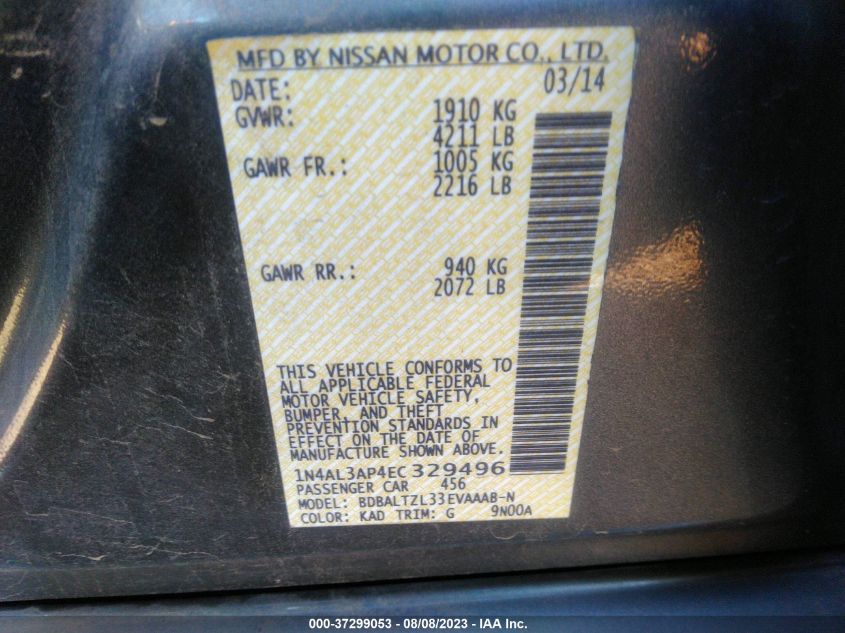 MFD BY NISSAN MOTOR CO., LTD.
DATE: 03/14
GVWR: 1910 KG
4211 LB
GAWR FR.: 1005 KG
2216 LB
GAWR RR.: 940 KG
2072 LB
THIS VEHICLE CONFORMS TO
ALL APPLICABLE FEDERAL
MOTOR VEHICLE SAFETY,
BUMPER, AND THEFT
PREVENTION STANDARDS IN
EFFECT ON THE DATE OF
MANUFACTURE SHOWN ABOVE.
1N4AL3AP4EC 329496
PASSENGER CAR 456
MODEL: BDBALTZL33EVAAAB-N
COLOR: KAD TRIM: G 9N00A
000-37299053 - 08/08/2023 - IAA Inc.